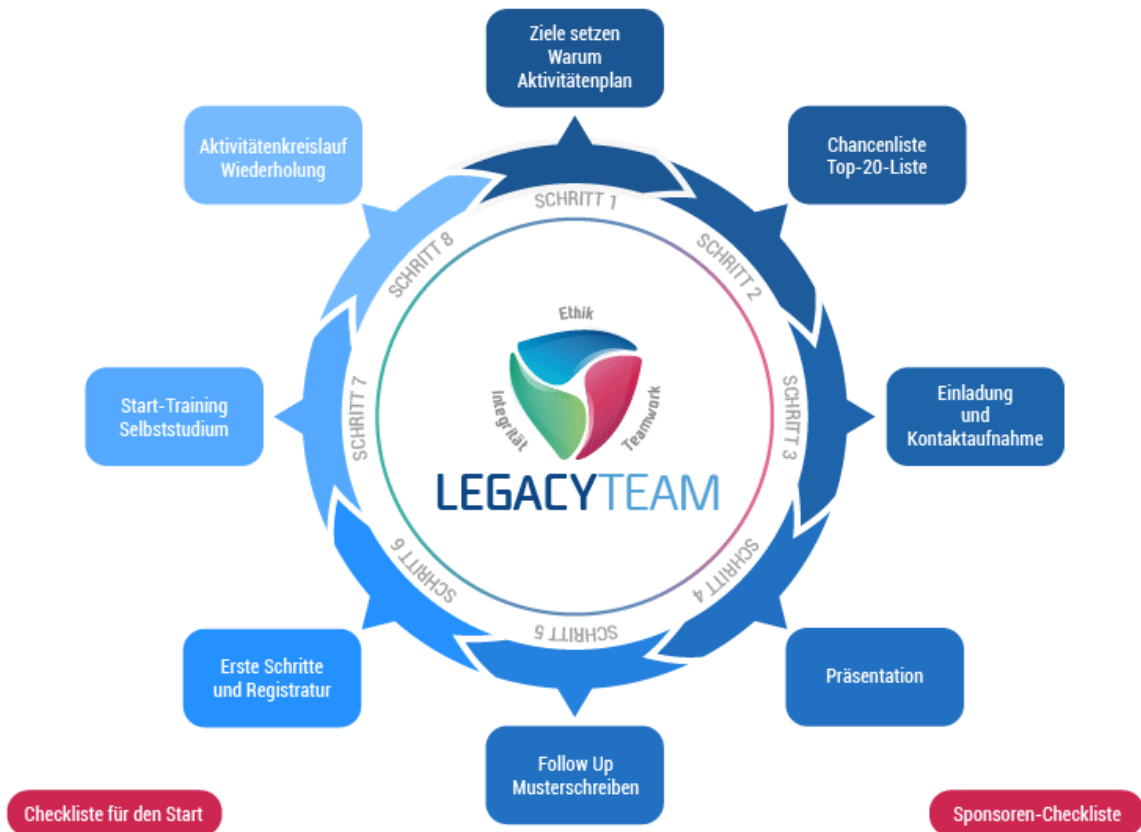 Ziele setzen
Warum
Aktivitätenplan
Chancenliste
Top-20-Liste
Einladung
und
Kontaktaufnahme
Präsentation
Follow Up
Musterschreiben
Erste Schritte
und Registratur
Start-Training
Selbststudium
Aktivitätenkreislauf
Wiederholung
SCHRITT 1
SCHRITT 2
SCHRITT 3
SCHRITT 4
SCHRITT 5
SCHRITT 6
SCHRITT 7
SCHRITT 8
Ethik
Integrität
Teamwork
LEGACYTEAM
Checkliste für den Start
Sponsoren-Checkliste